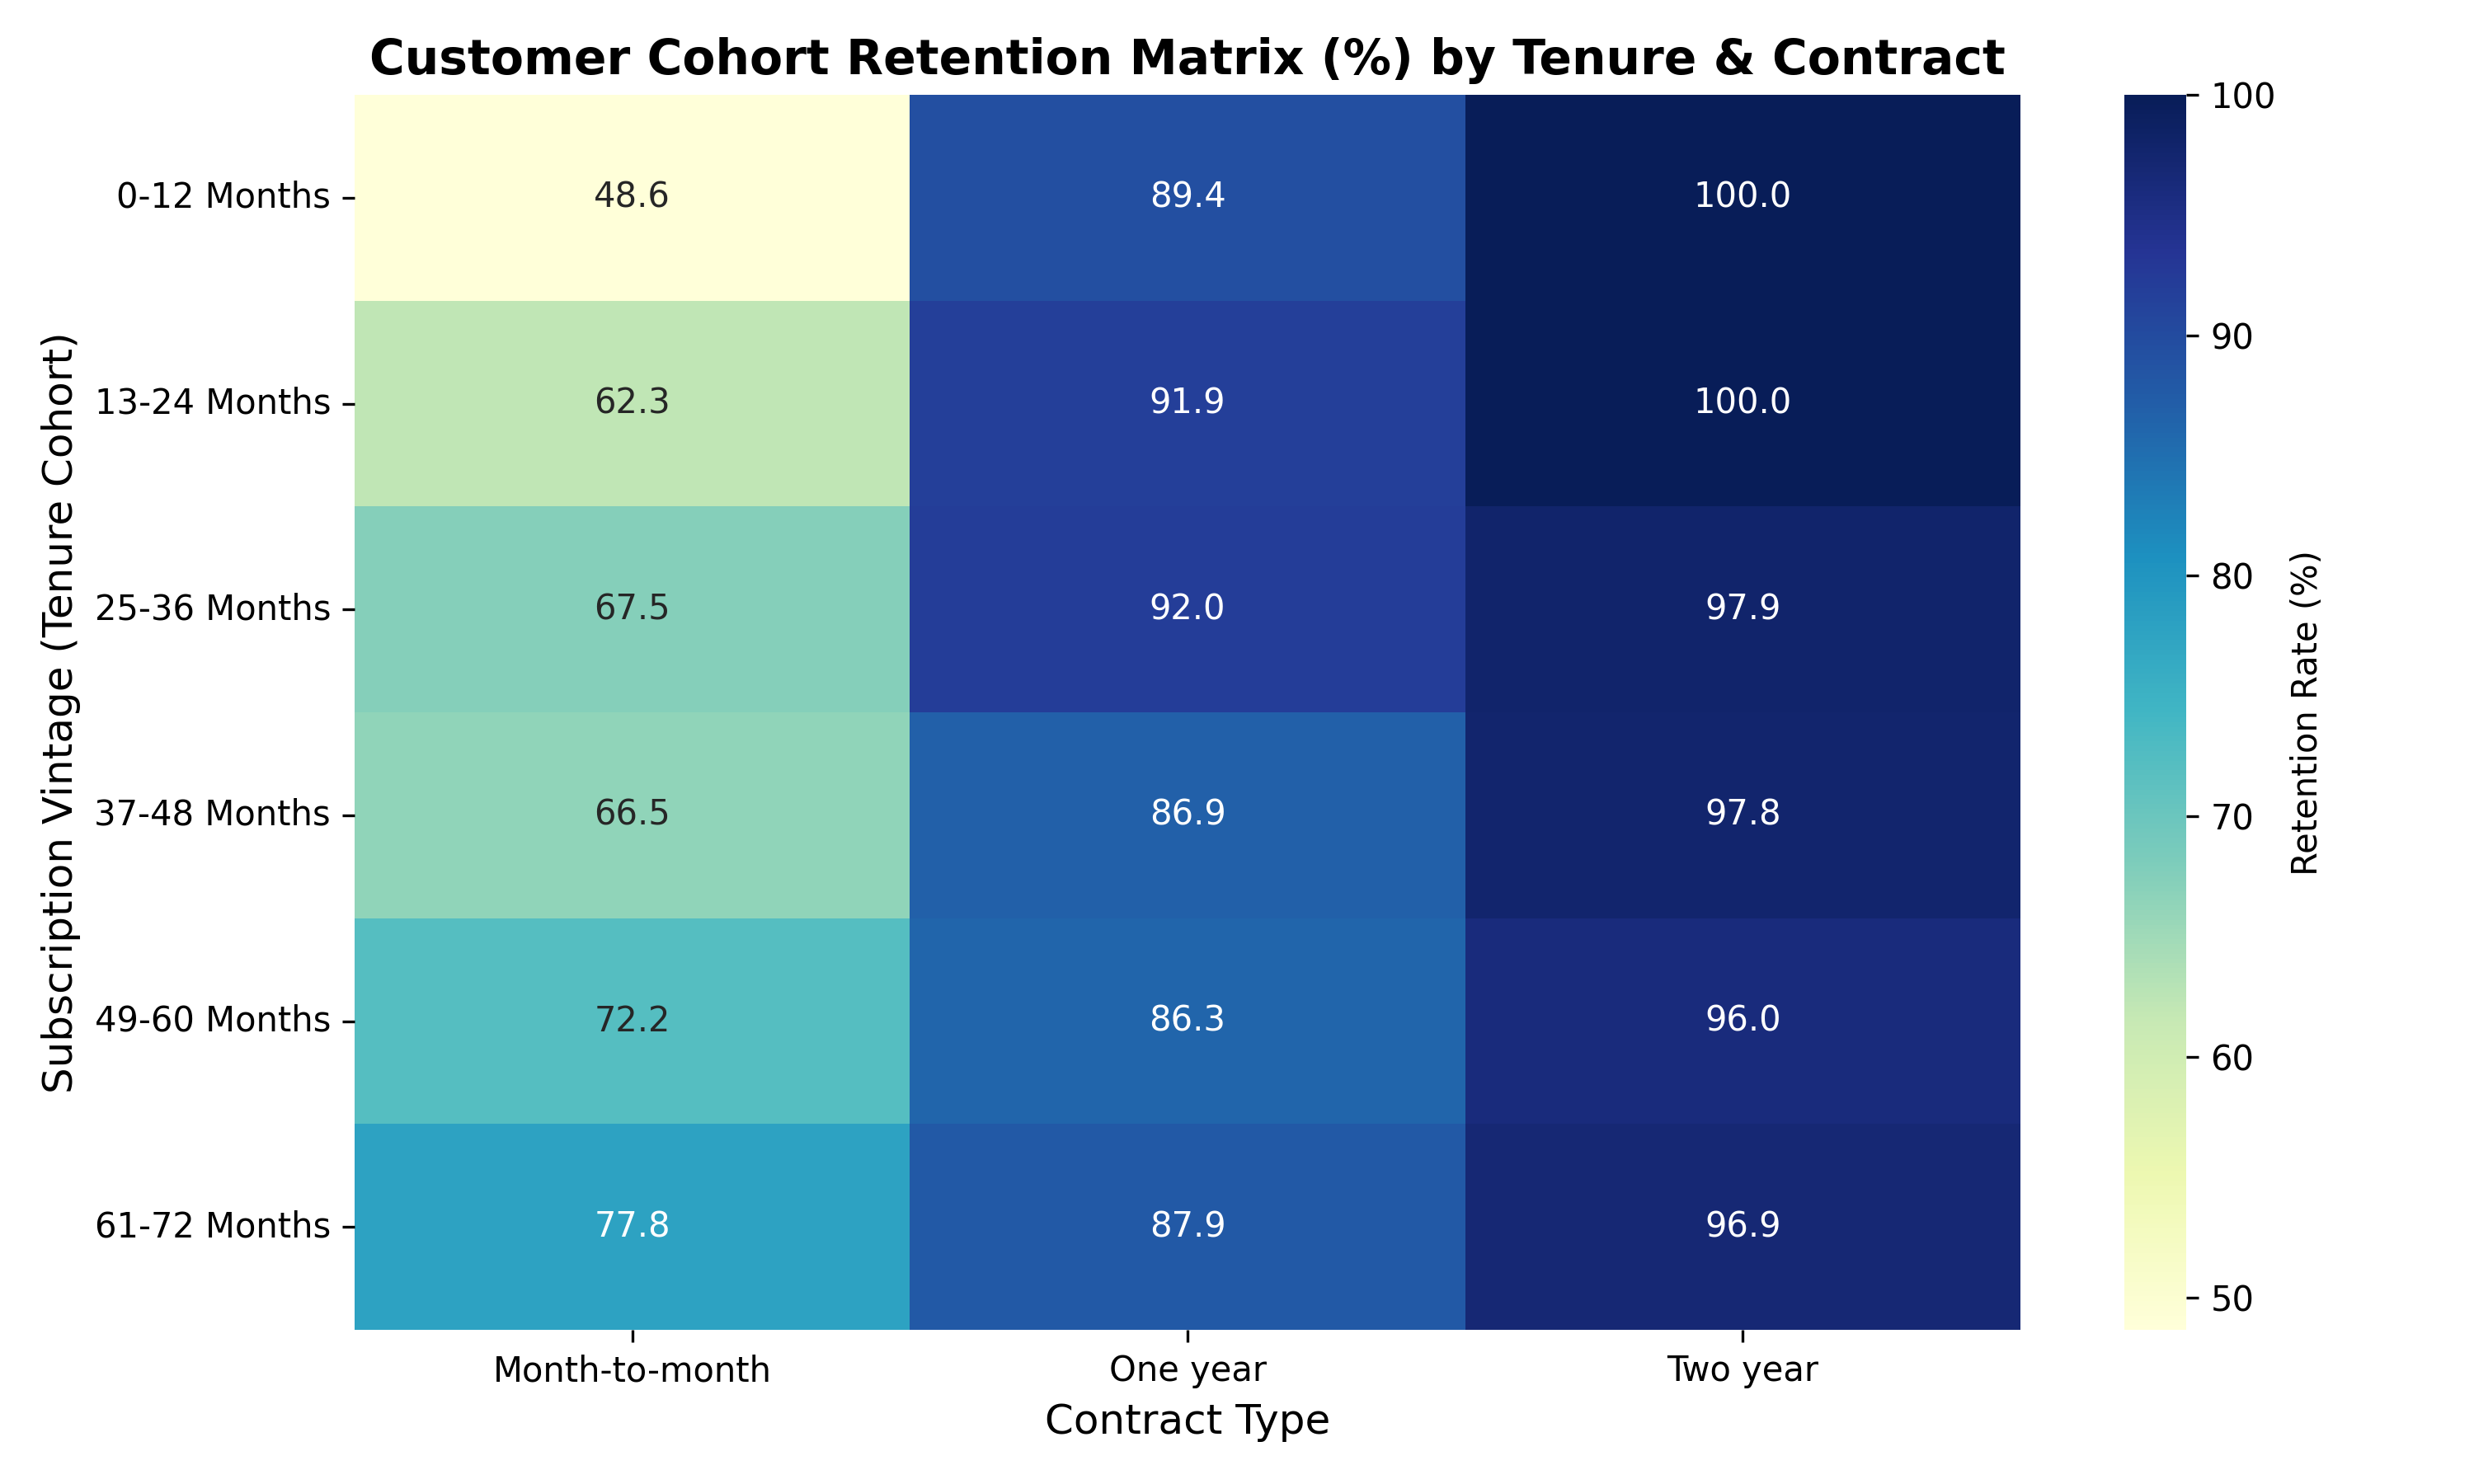 Customer Cohort Retention Matrix (%) by Tenure & Contract
Subscription Vintage (Tenure Cohort)
0-12 Months 48.6 89.4 100.0
13-24 Months 62.3 91.9 100.0
25-36 Months 67.5 92.0 97.9
37-48 Months 66.5 86.9 97.8
49-60 Months 72.2 86.3 96.0
61-72 Months 77.8 87.9 96.9
Month-to-month One year Two year
Contract Type
100
90
80
70
60
50
Retention Rate (%)